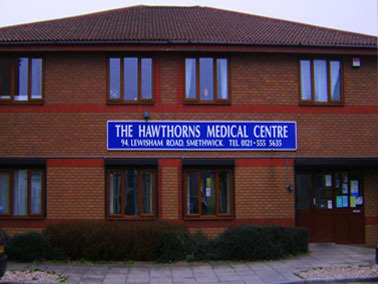 THE HAWTHORNS MEDICAL CENTRE
94, LEWISHAM ROAD, SMETHWICK. TEL. 0121-555 5635